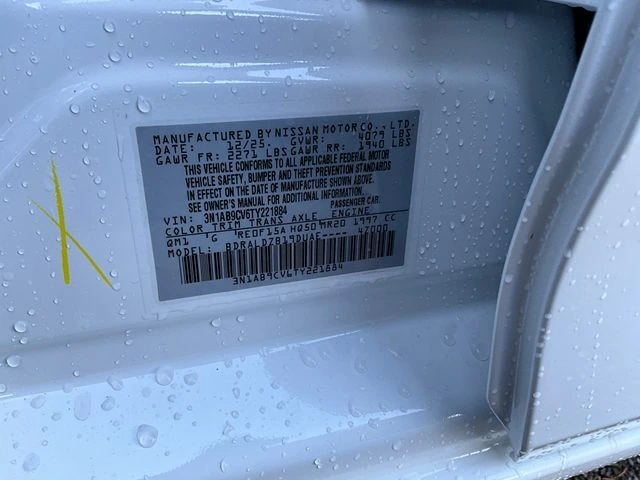 MANUFACTURED BY NISSAN MOTOR CO., LTD.
DATE: 12/25. GVWR: 4079 LBS
GAWR FR: 2271 LBS GAWR RR: 1940 LBS
THIS VEHICLE CONFORMS TO ALL APPLICABLE FEDERAL MOTOR
VEHICLE SAFETY, BUMPER AND THEFT PREVENTION STANDARDS
IN EFFECT ON THE DATE OF MANUFACTURE SHOWN ABOVE.
SEE OWNER'S MANUAL FOR ADDITIONAL INFORMATION.
VIN: 3N1AB9CV6TY221884 PASSENGER CAR.
COLOR TRIM TRANS AXLE ENGINE
QM1 G RE0F15A HQ50 MR20 1997 CC
MODEL: BDRALDZB19DUAF---- 47000
3N1AB9CV6TY221884